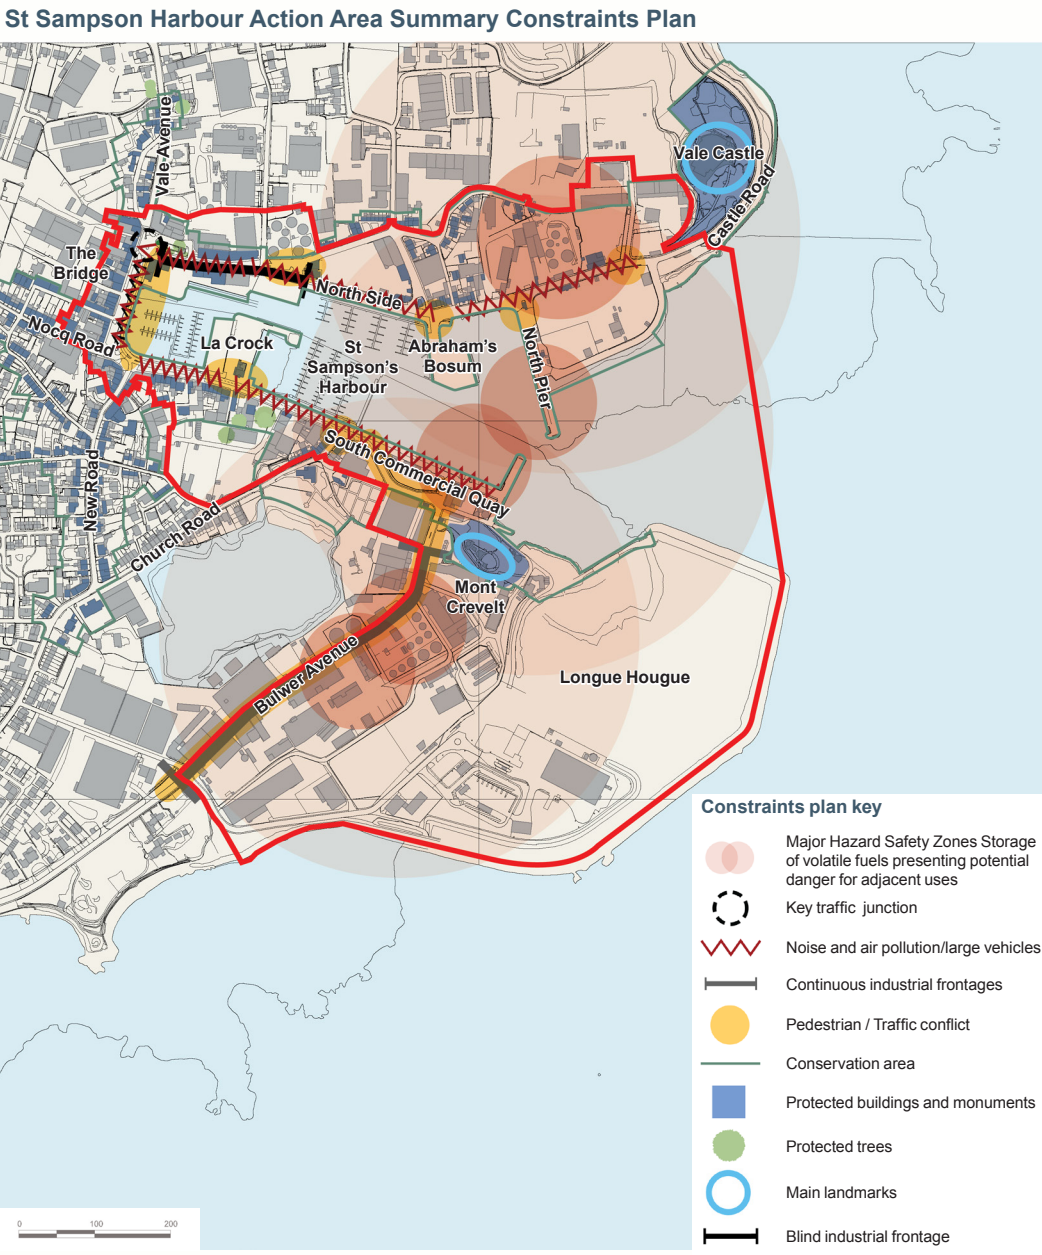 St Sampson Harbour Action Area Summary Constraints Plan
Vale Avenue
Vale Castle
Castle Road
The
Bridge
North Side
Nocq Road
La Crock
St
Sampson's
Harbour
Abraham's
Bosum
North Pier
South Commercial Quay
New Road
Church Road
Mont
Crevelt
Bulwer Avenue
Longue Hougue
Constraints plan key
Major Hazard Safety Zones Storage
of volatile fuels presenting potential
danger for adjacent uses
Key traffic junction
Noise and air pollution/large vehicles
Continuous industrial frontages
Pedestrian / Traffic conflict
Conservation area
Protected buildings and monuments
Protected trees
Main landmarks
Blind industrial frontage
0 100 200